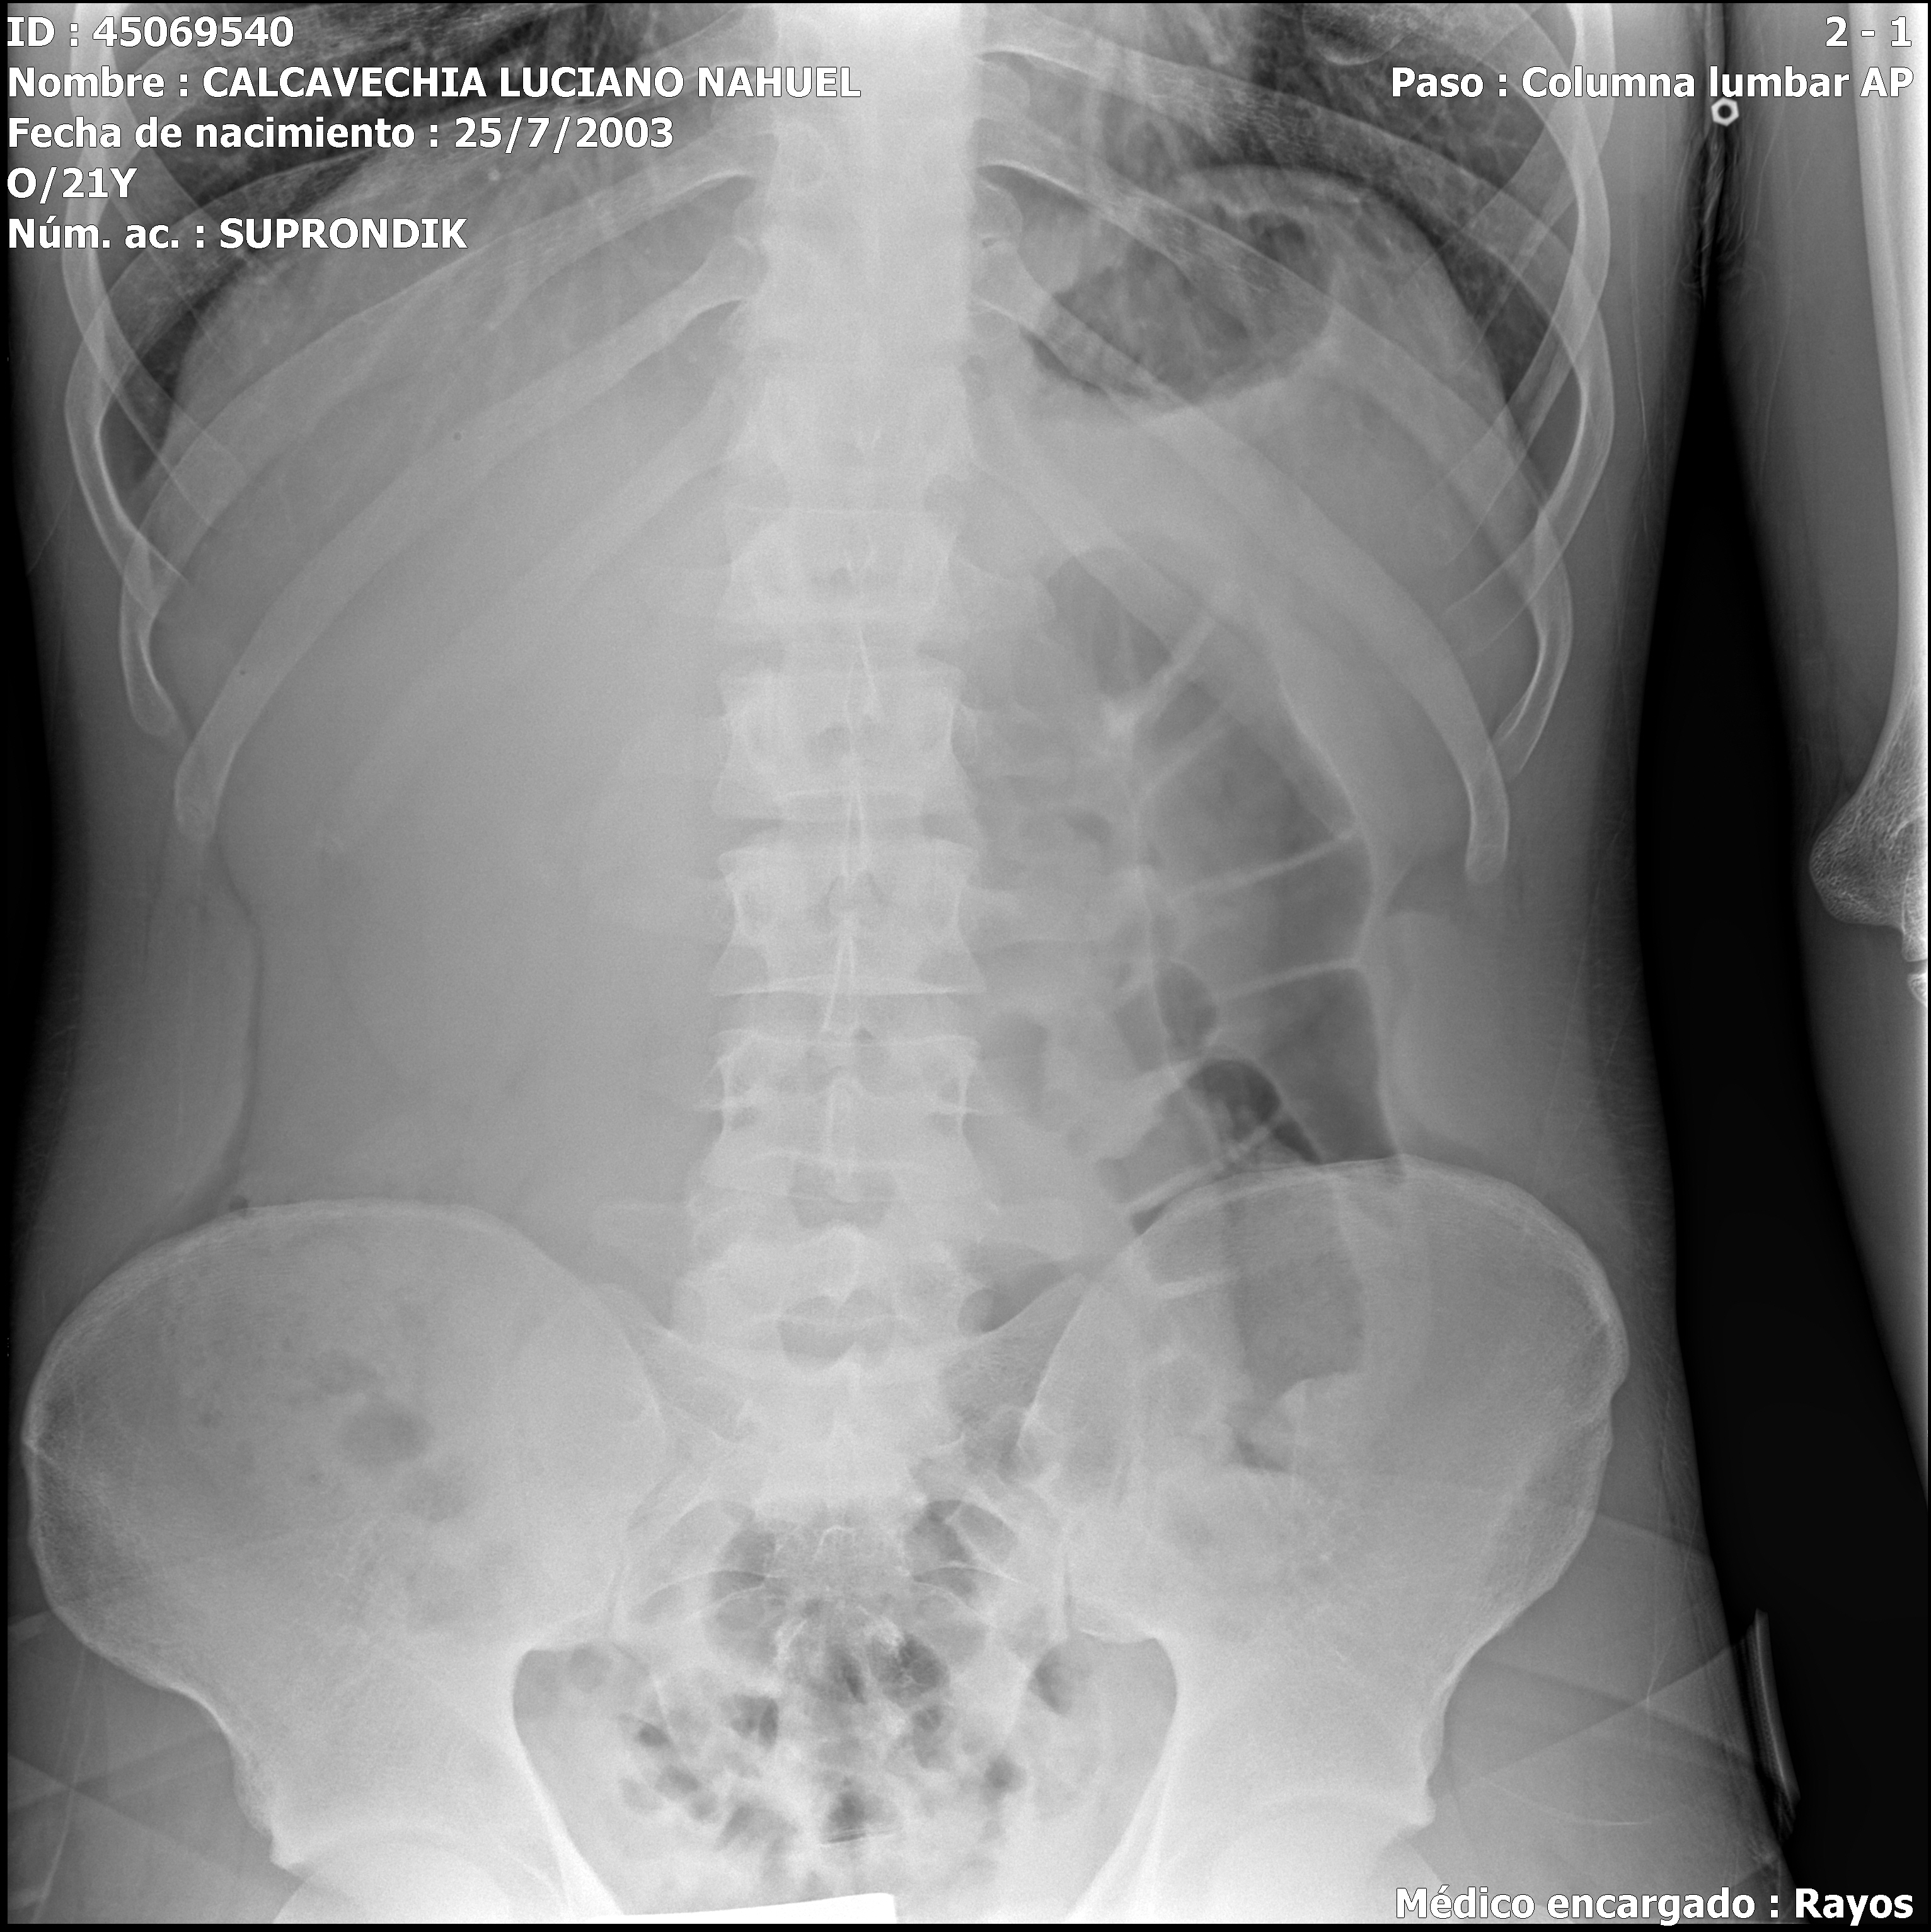 ID : 45069540
Nombre : CALCAVECHIA LUCIANO NAHUEL
Fecha de nacimiento : 25/7/2003
O/21Y
Núm. ac. : SUPRONDIK
2 - 1
Paso : Columna lumbar AP
Médico encargado : Rayos